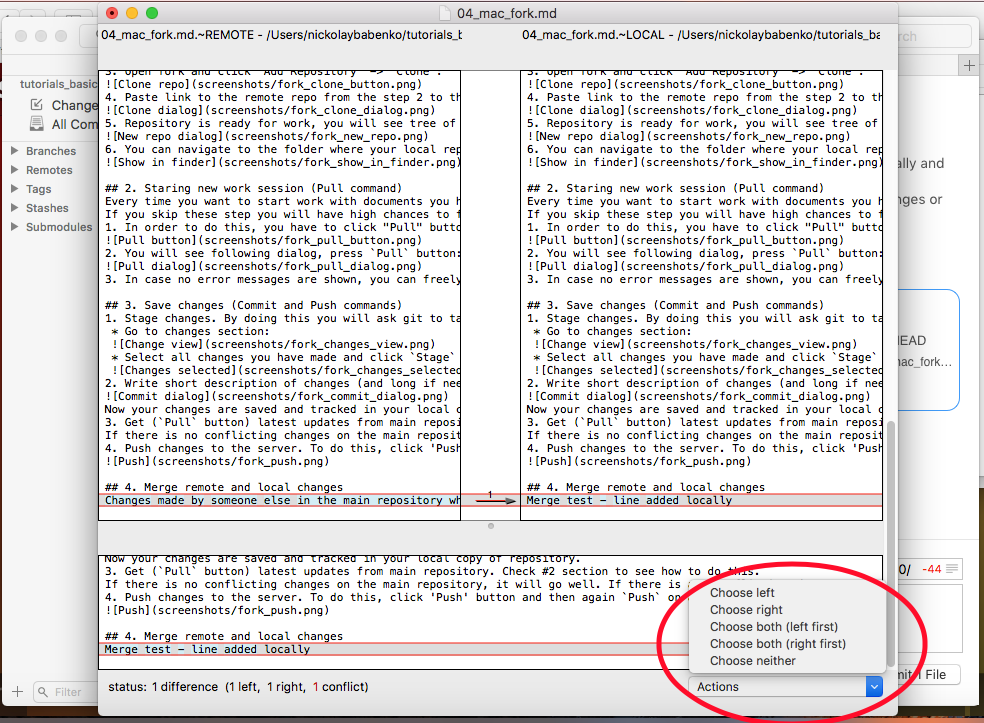 04_mac_fork.md
04_mac_fork.md.~REMOTE - /Users/nickolaybabenko/tutorials_b
04_mac_fork.md.~LOCAL - /Users/nickolaybabenko/tutorials_ba
rch
tutorials_basic
Change
All Com
Branches
Remotes
Tags
Stashes
Submodules
Filter
3. Open fork and click "Add Repository" -> "Clone".
![Clone repo](screenshots/fork_clone_button.png)
4. Paste link to the remote repo from the step 2 to th
![Clone dialog](screenshots/fork_clone_dialog.png)
5. Repository is ready for work, you will see tree of
![New repo dialog](screenshots/fork_new_repo.png)
6. You can navigate to the folder where your local rep
![Show in finder](screenshots/fork_show_in_finder.png)
## 2. Staring new work session (Pull command)
Every time you want to start work with documents you h
If you skip these step you will have high chances to f
1. In order to do this, you have to click "Pull" butto
![Pull button](screenshots/fork_pull_button.png)
2. You will see following dialog, press `Pull` button:
![Pull dialog](screenshots/fork_pull_dialog.png)
3. In case no error messages are shown, you can freely
## 3. Save changes (Commit and Push commands)
1. Stage changes. By doing this you will ask git to ta
* Go to changes section:
![Change view](screenshots/fork_changes_view.png)
* Select all changes you have made and click `Stage`
![Changes selected](screenshots/fork_changes_selected
2. Write short description of changes (and long if nee
![Commit dialog](screenshots/fork_commit_dialog.png)
Now your changes are saved and tracked in your local c
3. Get (`Pull` button) latest updates from main reposi
If there is no conflicting changes on the main reposit
4. Push changes to the server. To do this, click 'Push
![Push](screenshots/fork_push.png)
## 4. Merge remote and local changes
Changes made by someone else in the main repository wh
1
3. Open fork and click "Add Repository" -> "Clone".
![Clone repo](screenshots/fork_clone_button.png)
4. Paste link to the remote repo from the step 2 to th
![Clone dialog](screenshots/fork_clone_dialog.png)
5. Repository is ready for work, you will see tree of
![New repo dialog](screenshots/fork_new_repo.png)
6. You can navigate to the folder where your local rep
![Show in finder](screenshots/fork_show_in_finder.png)
## 2. Staring new work session (Pull command)
Every time you want to start work with documents you h
If you skip these step you will have high chances to f
1. In order to do this, you have to click "Pull" butto
![Pull button](screenshots/fork_pull_button.png)
2. You will see following dialog, press `Pull` button:
![Pull dialog](screenshots/fork_pull_dialog.png)
3. In case no error messages are shown, you can freely
## 3. Save changes (Commit and Push commands)
1. Stage changes. By doing this you will ask git to ta
* Go to changes section:
![Change view](screenshots/fork_changes_view.png)
* Select all changes you have made and click `Stage`
![Changes selected](screenshots/fork_changes_selected
2. Write short description of changes (and long if nee
![Commit dialog](screenshots/fork_commit_dialog.png)
Now your changes are saved and tracked in your local c
3. Get (`Pull` button) latest updates from main reposi
If there is no conflicting changes on the main reposit
4. Push changes to the server. To do this, click 'Push
![Push](screenshots/fork_push.png)
## 4. Merge remote and local changes
Merge test – line added locally
ally and
nges or
HEAD
mac_fork...
0/ -44
Now your changes are saved and tracked in your local copy of repository.
3. Get (`Pull` button) latest updates from main repository. Check #2 section to see how to do this.
If there is no conflicting changes on the main repository, it will go well. If there is
4. Push changes to the server. To do this, click 'Push' button and then again `Push` on
![Push](screenshots/fork_push.png)
## 4. Merge remote and local changes
Merge test – line added locally
Choose left
Choose right
Choose both (left first)
Choose both (right first)
Choose neither
status: 1 difference (1 left, 1 right, 1 conflict)
Actions
mit 1 File